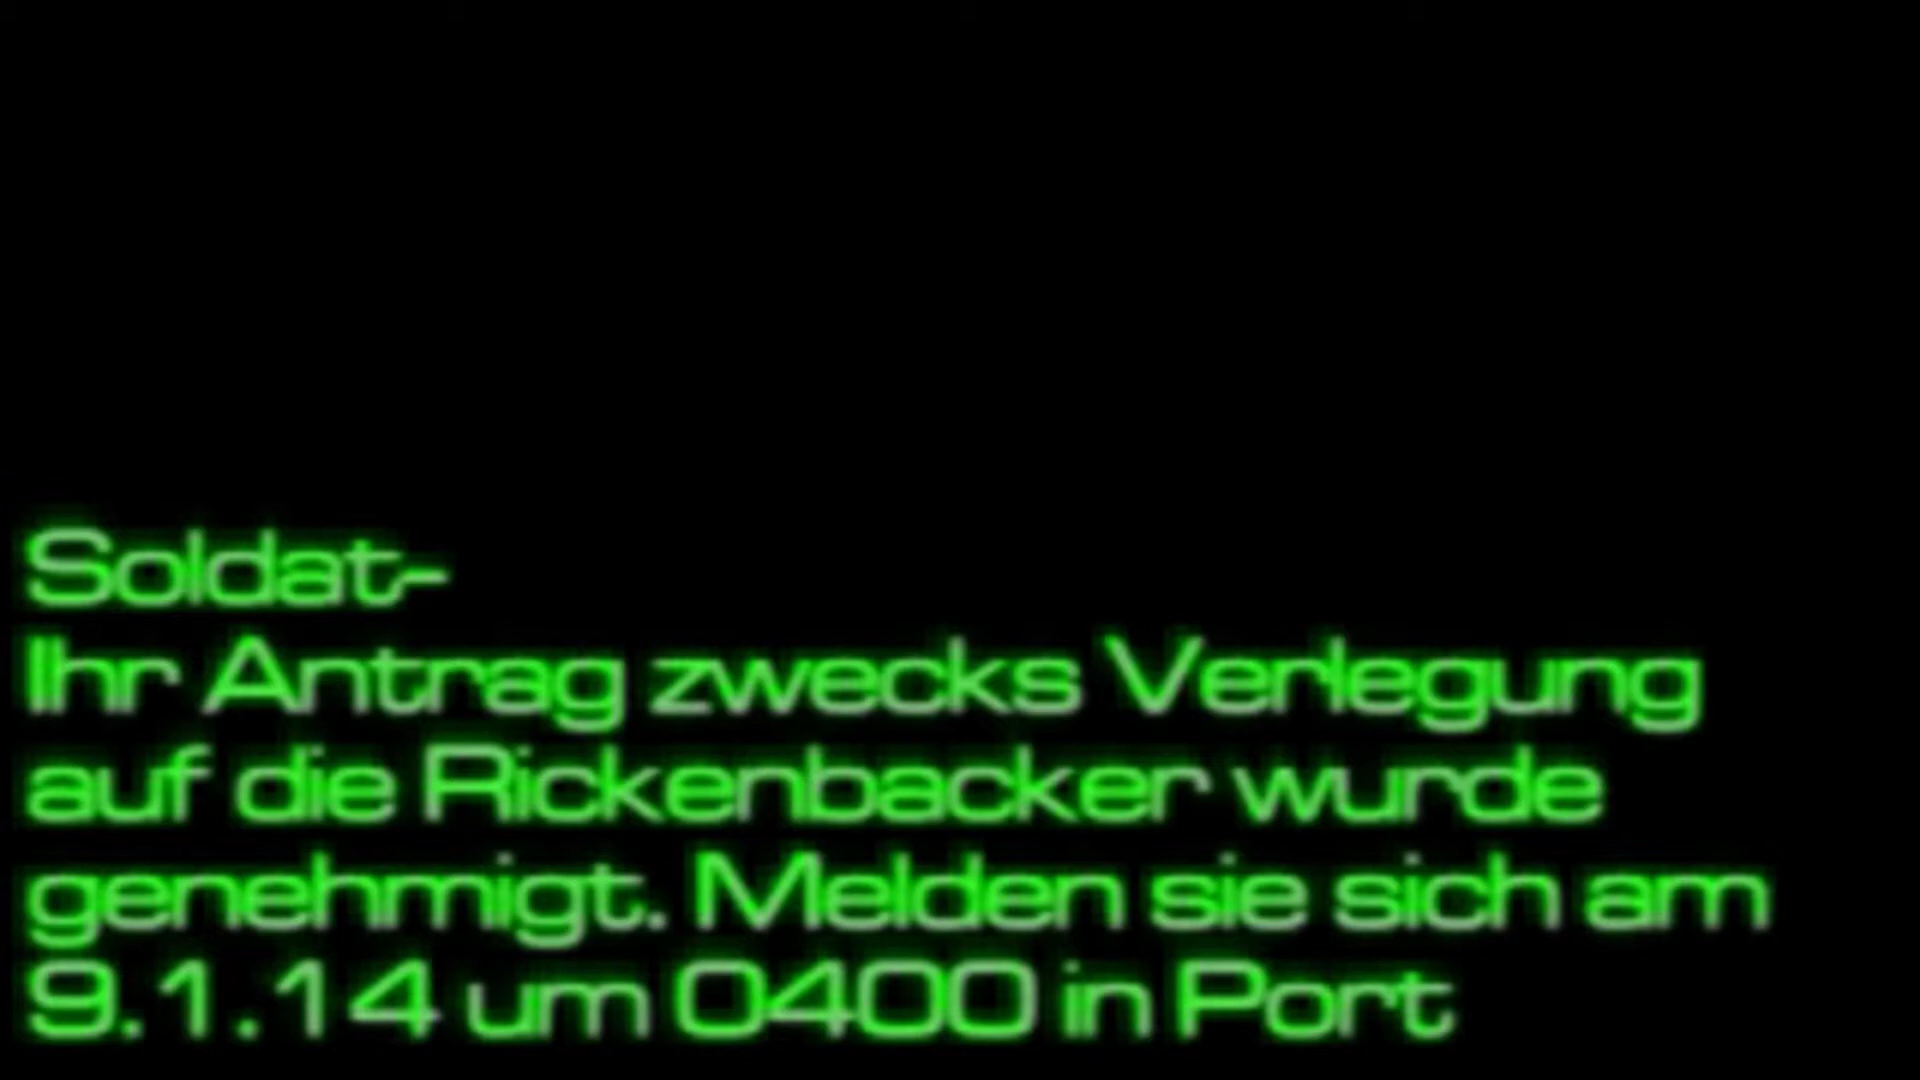 Soldat-
Ihr Antrag zwecks Verlegung
auf die Rickenbacker wurde
genehmigt. Melden sie sich am
9.1.14 um 0400 in Port